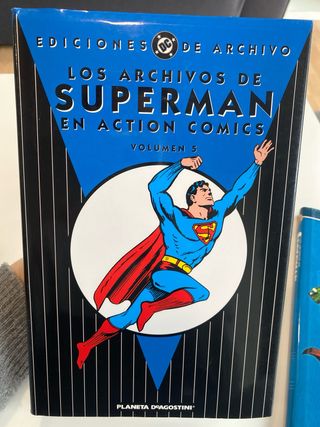 EDICIONES DC DE ARCHIVO
LOS ARCHIVOS DE
SUPERMAN
EN ACTION COMICS
VOLUMEN 5
S
PLANETA DEAGOSTINI